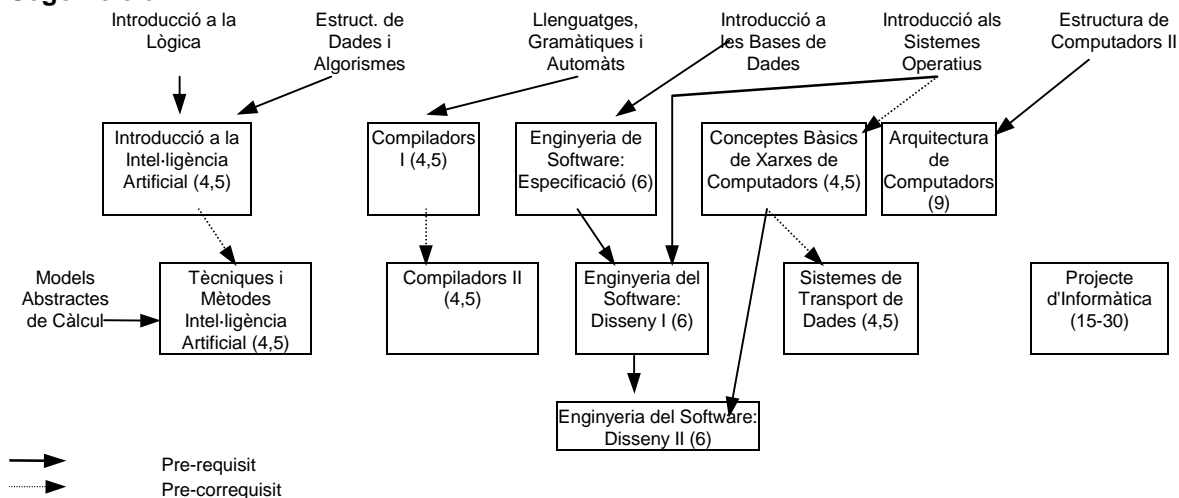 Introducció a la
Lògica
Estruct. de
Dades i
Algorismes
Llenguatges,
Gramàtiques i
Automàts
Introducció a
les Bases de
Dades
Introducció als
Sistemes
Operatius
Estructura de
Computadors II
Introducció a la
Intel·ligència
Artificial (4,5)
Compiladors
I (4,5)
Enginyeria de
Software:
Especificació (6)
Conceptes Bàsics
de Xarxes de
Computadors (4,5)
Arquitectura
de
Computadors
(9)
Models
Abstractes
de Càlcul
Tècniques i
Mètodes
Intel·ligència
Artificial (4,5)
Compiladors II
(4,5)
Enginyeria del
Software:
Disseny I (6)
Sistemes de
Transport de
Dades (4,5)
Projecte
d'Informàtica
(15-30)
Enginyeria del Software:
Disseny II (6)
Pre-requisit
Pre-correquisit